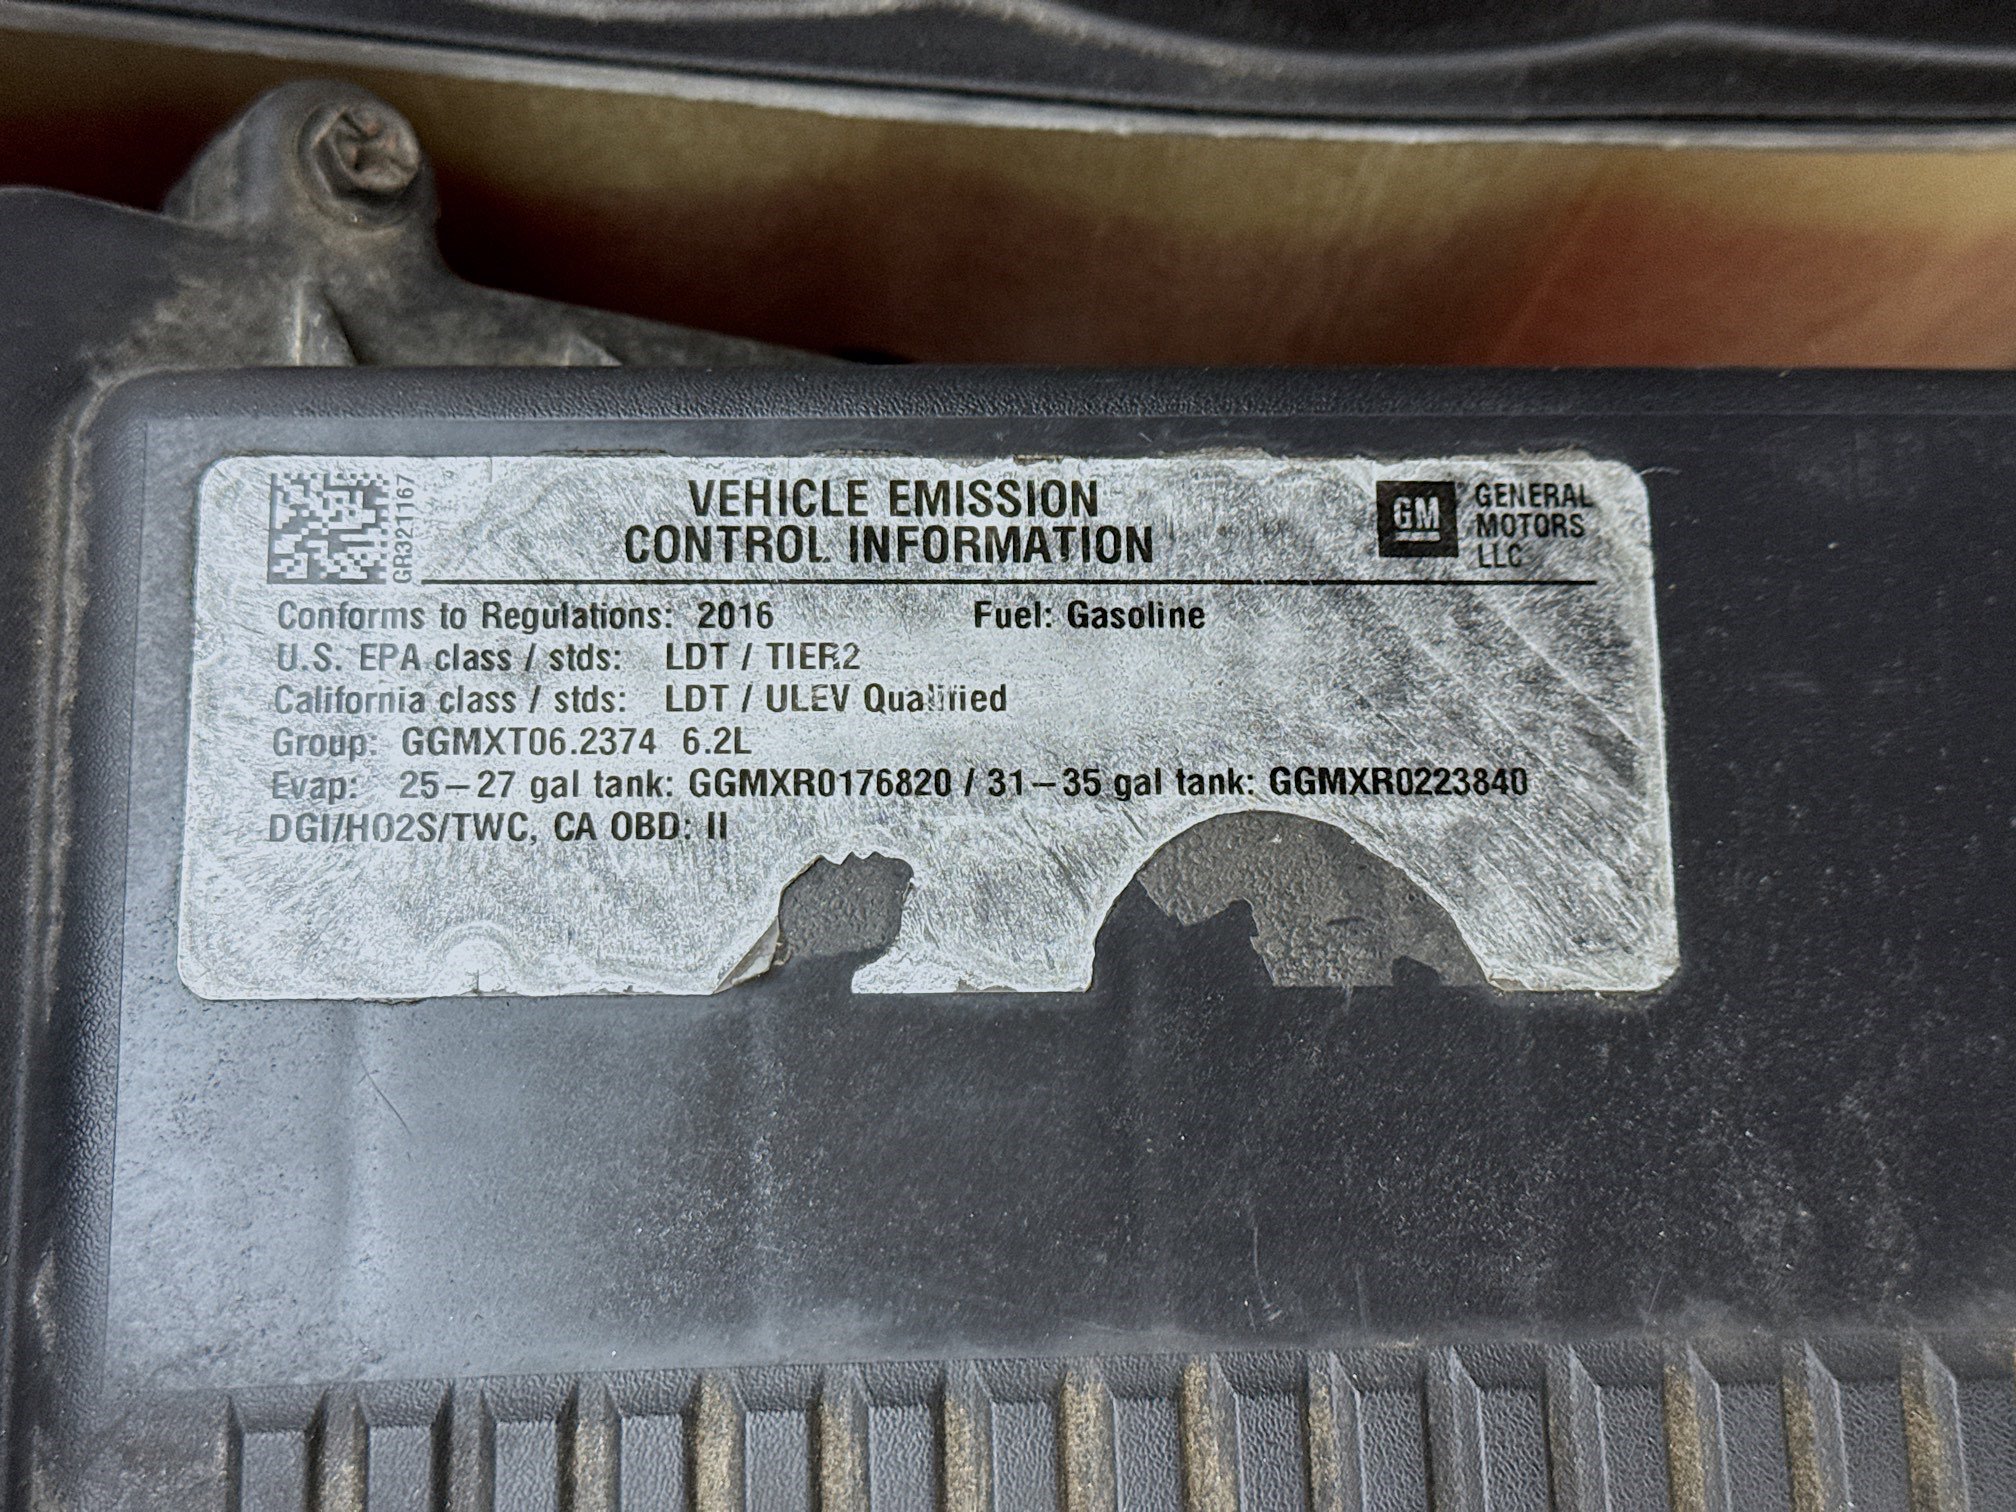 GR321167
VEHICLE EMISSION
CONTROL INFORMATION
GM
GENERAL
MOTORS
LLC
Conforms to Regulations: 2016 Fuel: Gasoline
U.S. EPA class / stds: LDT / TIER2
California class / stds: LDT / ULEV Qualified
Group: GGMXT06.2374 6.2L
Evap: 25–27 gal tank: GGMXR0176820 / 31–35 gal tank: GGMXR0223840
DGI/HO2S/TWC, CA OBD: II